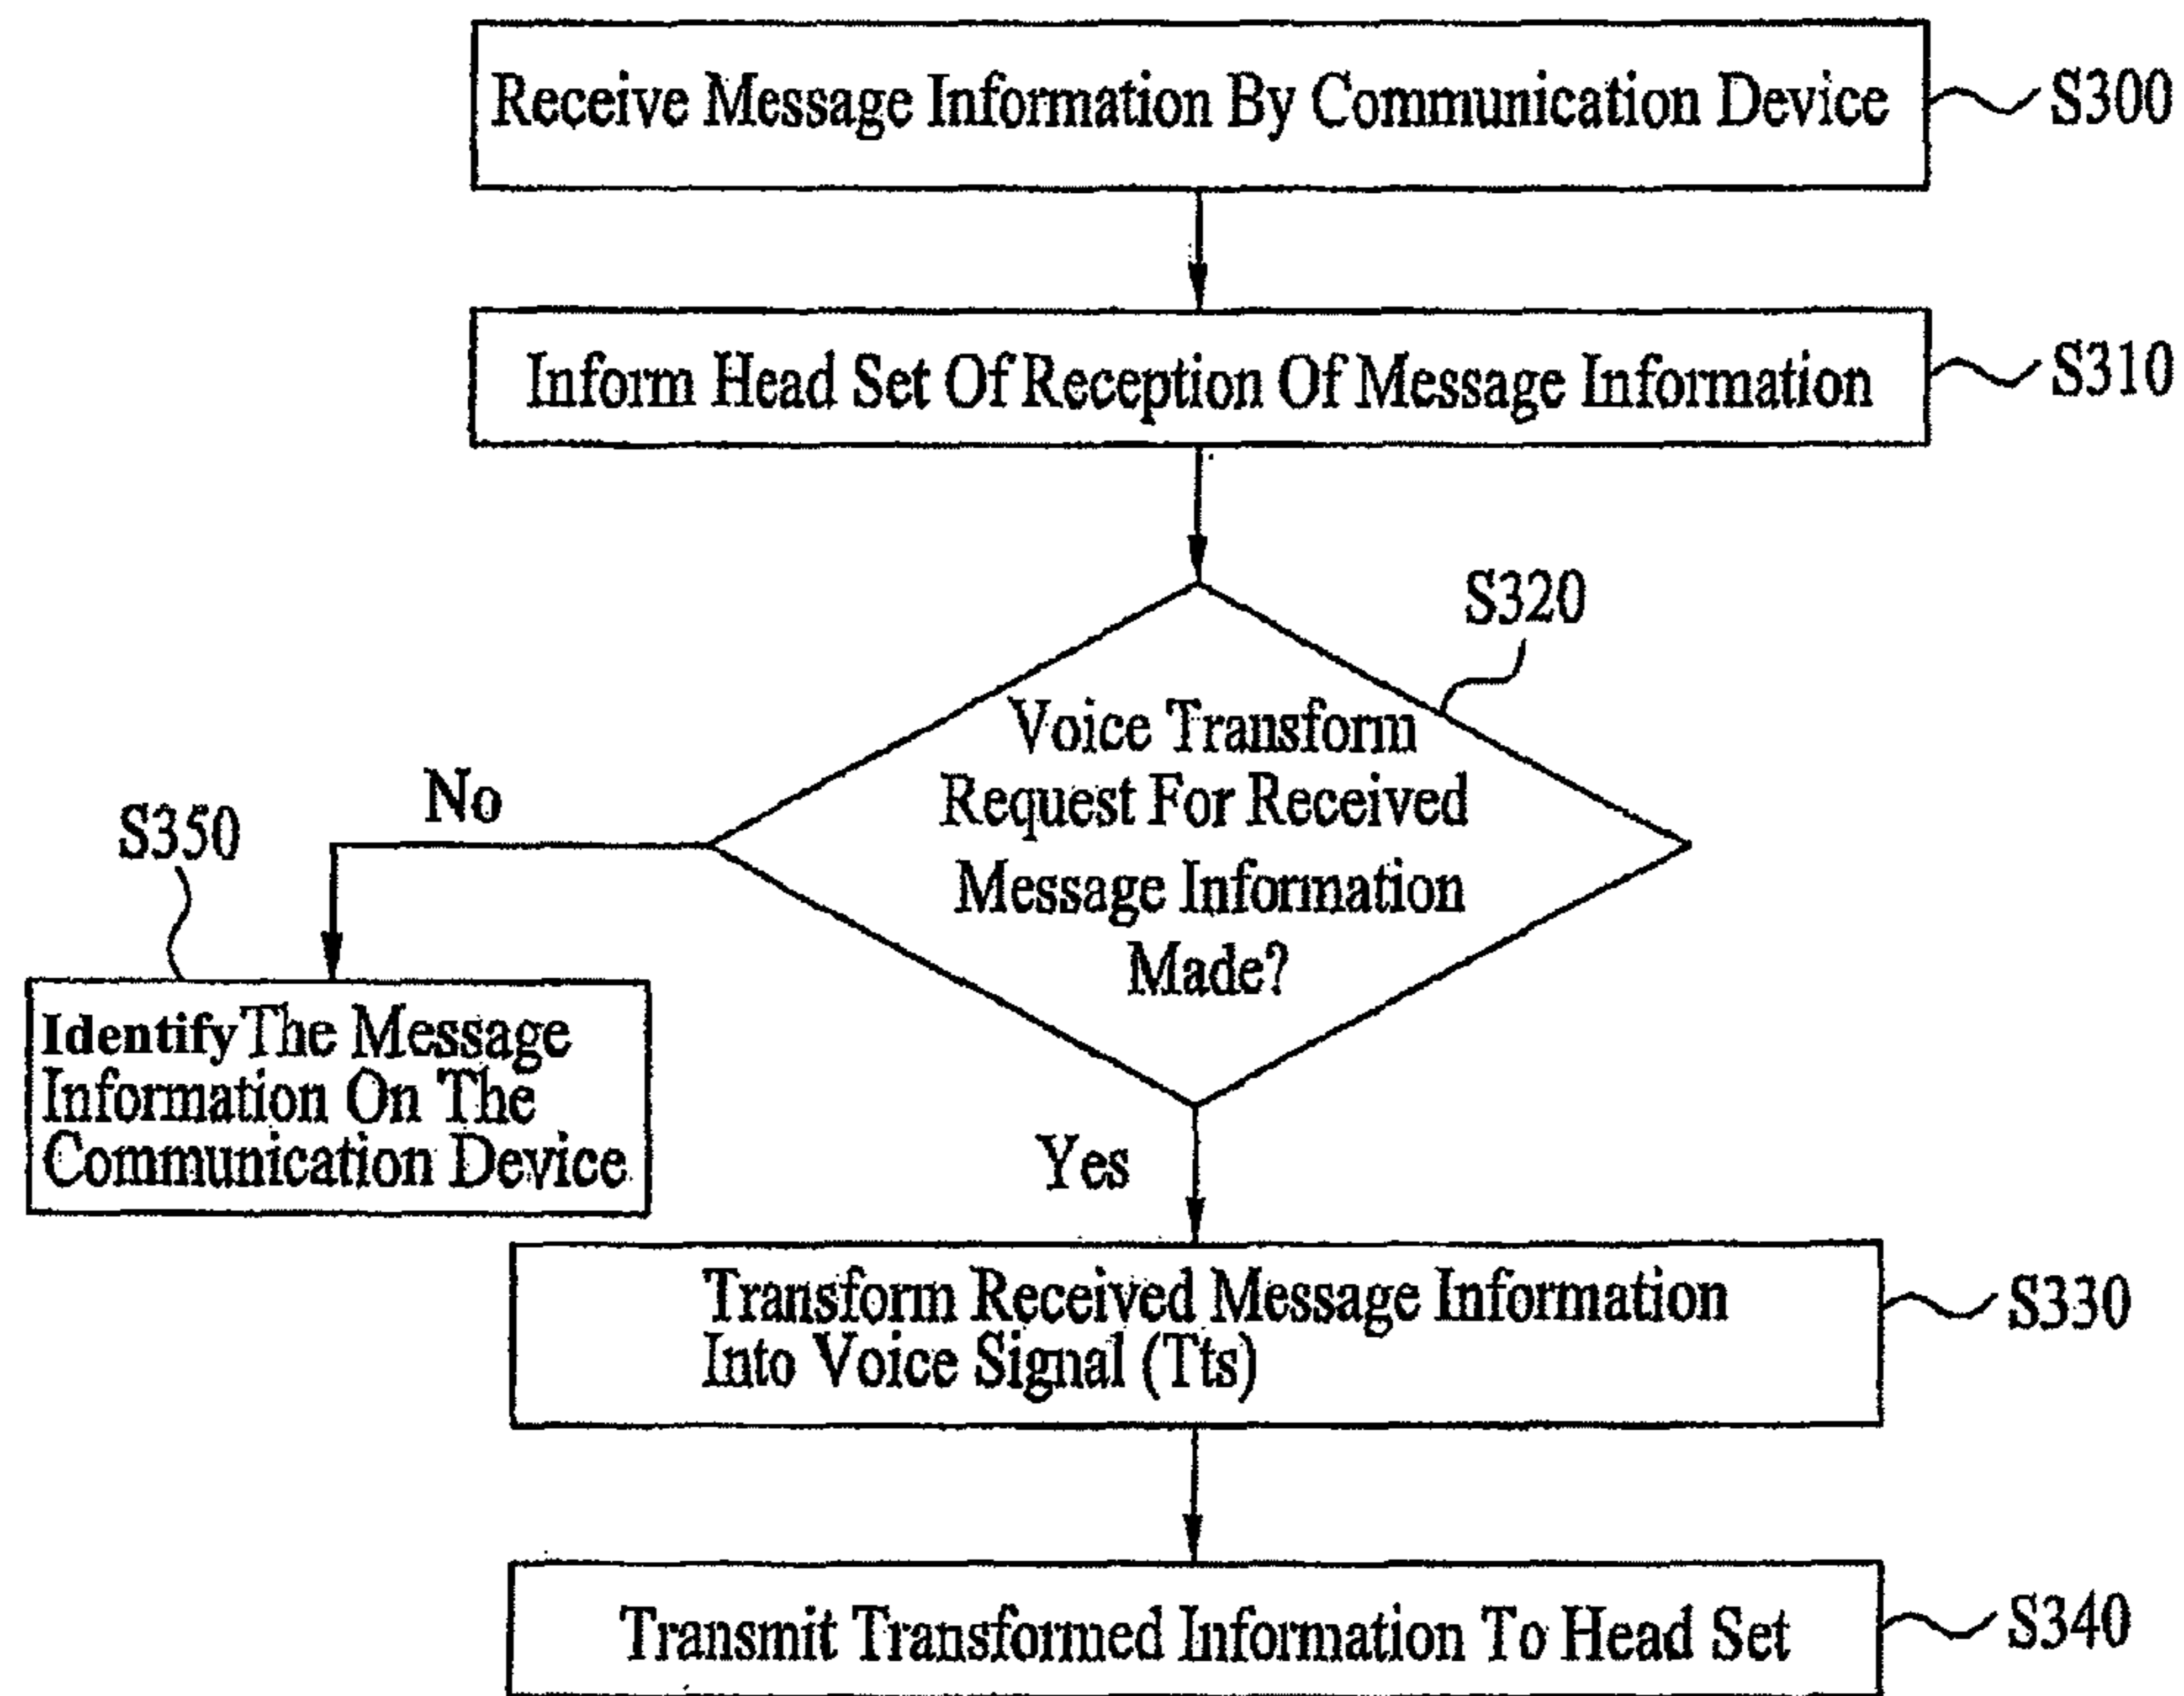 Receive Message Information By Communication Device
S300
Inform Head Set Of Reception Of Message Information
S310
S320
Voice Transform
Request For Received
Message Information
Made?
No
S350
Identify The Message
Information On The
Communication Device
Yes
Transform Received Message Information
Into Voice Signal (Tts)
S330
Transmit Transformed Information To Head Set
S340